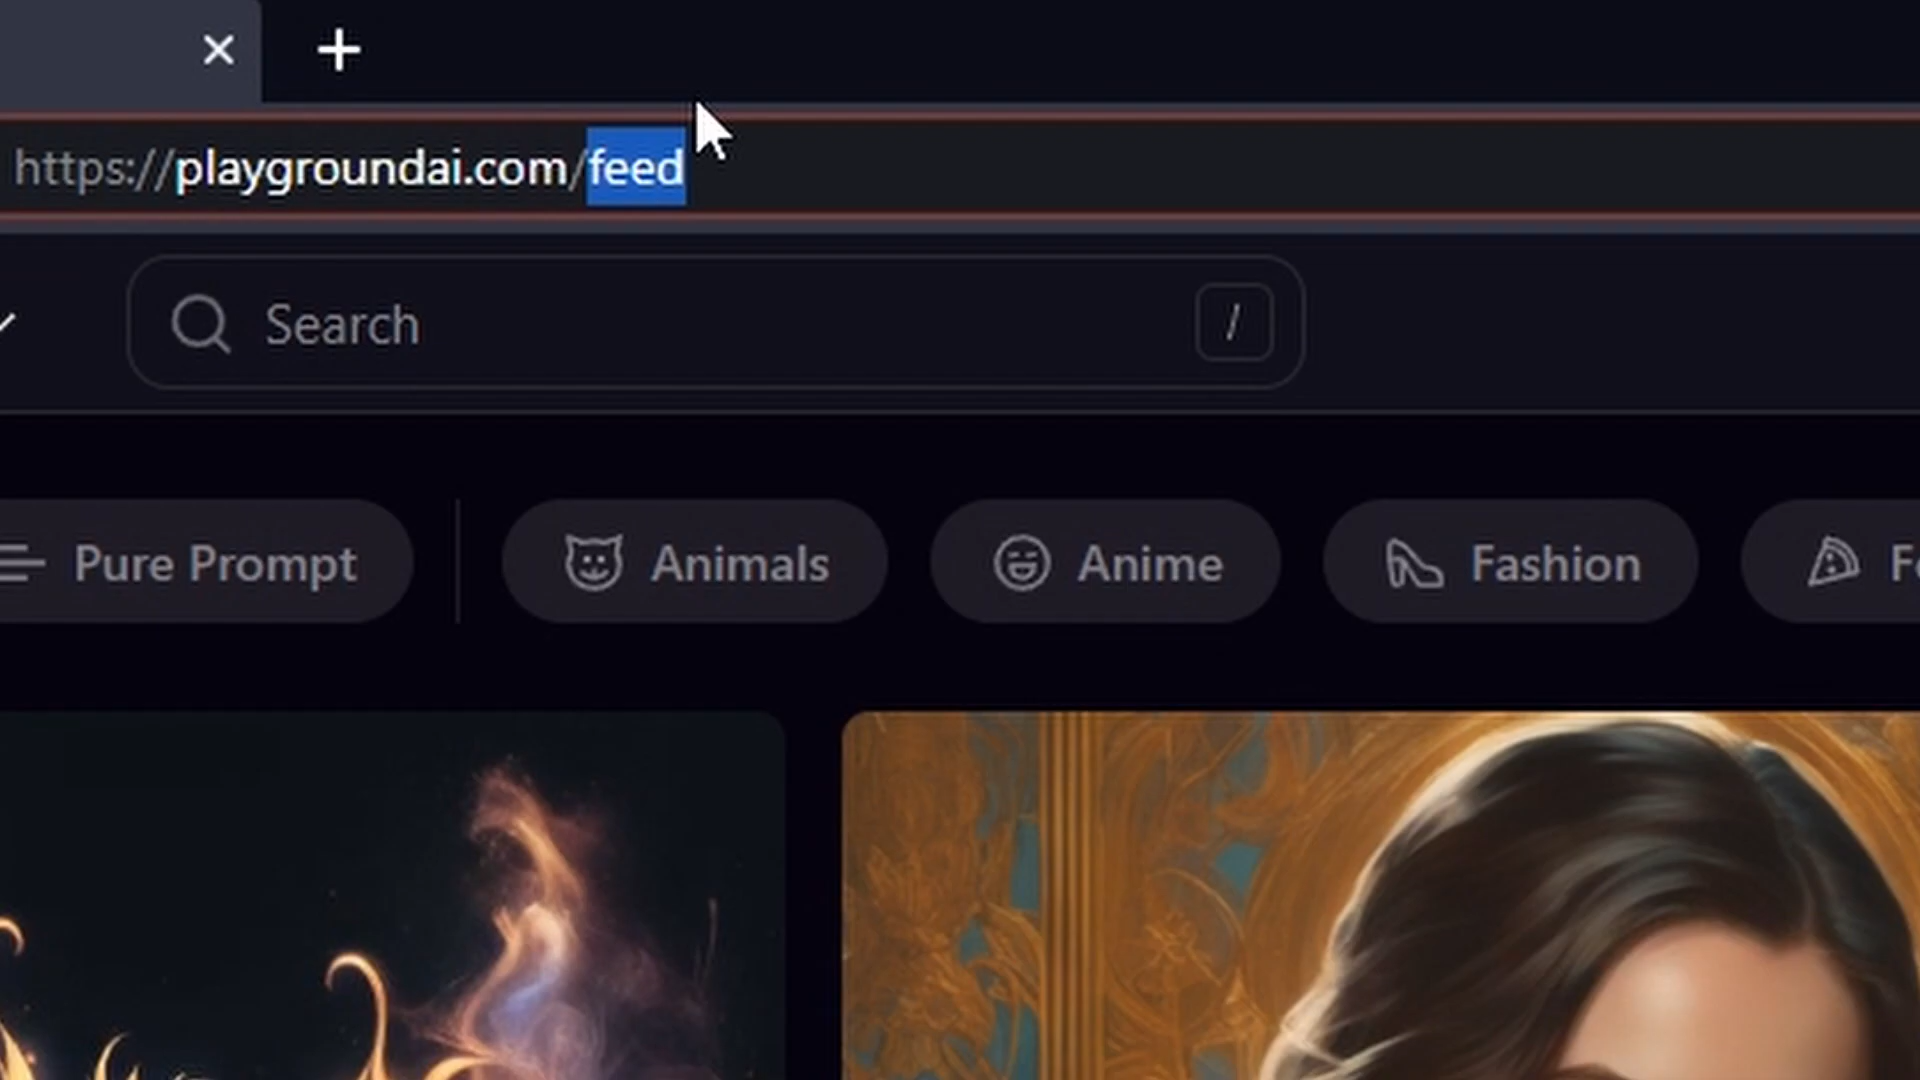 https://playgroundai.com/feed
Search /
Pure Prompt Animals Anime Fashion